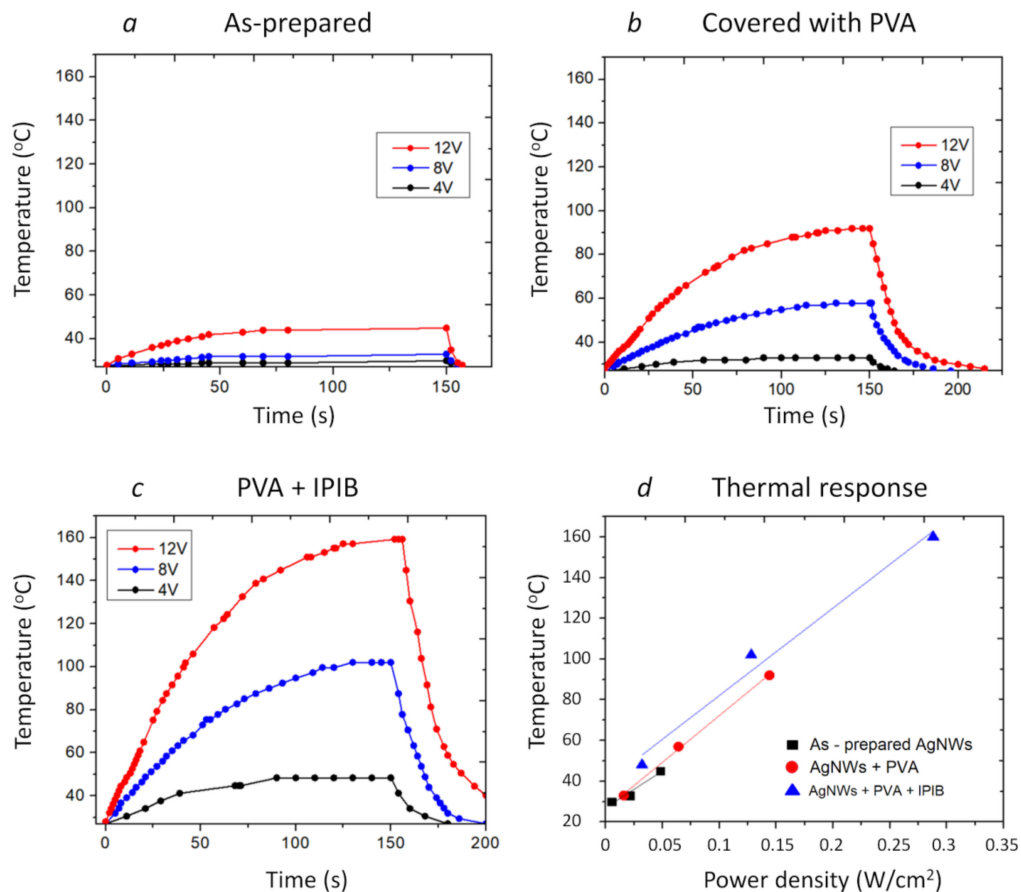 a As-prepared
160
140
120
100
80
60
40
Temperature (°C)
12V
8V
4V
0 50 100 150
Time (s)
b Covered with PVA
160
140
120
100
80
60
40
Temperature (°C)
12V
8V
4V
0 50 100 150 200
Time (s)
c PVA + IPIB
160
140
120
100
80
60
40
Temperature (°C)
12V
8V
4V
0 50 100 150 200
Time (s)
d Thermal response
160
140
120
100
80
60
40
20
Temperature (°C)
As - prepared AgNWs
AgNWs + PVA
AgNWs + PVA + IPIB
0 0.05 0.1 0.15 0.2 0.25 0.3 0.35
Power density (W/cm²)